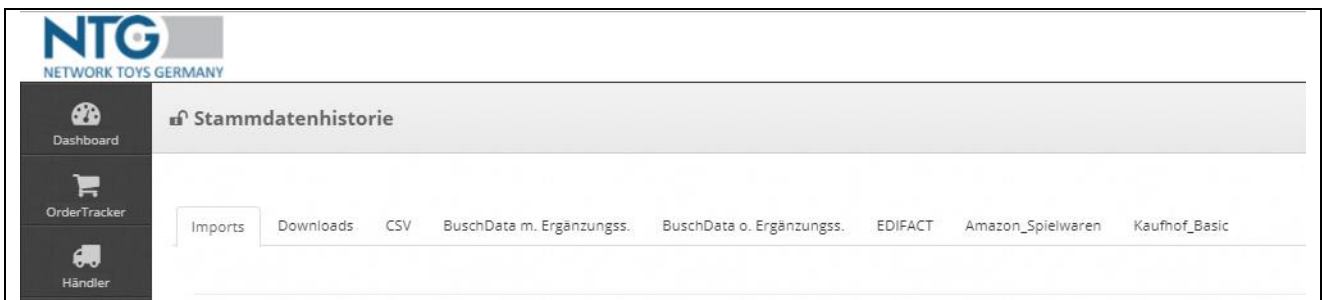 NTG
NETWORK TOYS GERMANY
Dashboard
Stammdatenhistorie
OrderTracker
Imports Downloads CSV BuschData m. Ergänzungss. BuschData o. Ergänzungss. EDIFACT Amazon_Spielwaren Kaufhof_Basic
Händler